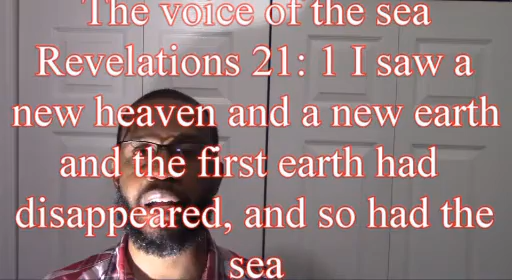 The voice of the sea
Revelations 21: 1 I saw a
new heaven and a new earth
and the first earth had
disappeared, and so had the
sea